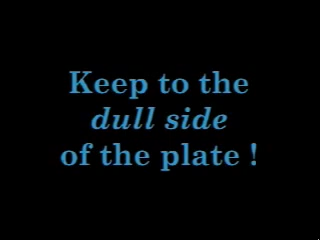 Keep to the
dull side
of the plate !